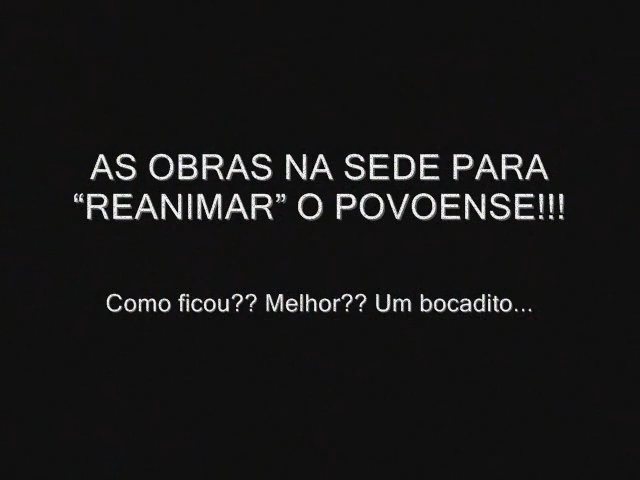 AS OBRAS NA SEDE PARA
“REANIMAR” O POVOENSE!!!
Como ficou?? Melhor?? Um bocadito...